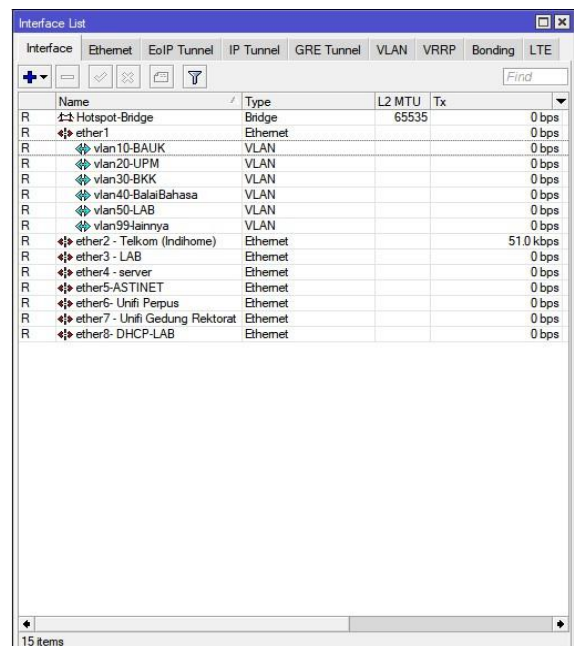 Interface List
Interface Ethernet EoIP Tunnel IP Tunnel GRE Tunnel VLAN VRRP Bonding LTE
Find
Name / Type L2 MTU Tx
R Hotspot-Bridge Bridge 65535 0 bps
R ether1 Ethernet 0 bps
R vlan10-BAUK VLAN 0 bps
R vlan20-UPM VLAN 0 bps
R vlan30-BKK VLAN 0 bps
R vlan40-BalaiBahasa VLAN 0 bps
R vlan50-LAB VLAN 0 bps
R vlan99-lainnya VLAN 0 bps
R ether2 - Telkom (Indihome) Ethernet 51.0 kbps
R ether3 - LAB Ethernet 0 bps
R ether4 - server Ethernet 0 bps
R ether5-ASTINET Ethernet 0 bps
R ether6- Unifi Perpus Ethernet 0 bps
R ether7 - Unifi Gedung Rektorat Ethernet 0 bps
R ether8- DHCP-LAB Ethernet 0 bps
15 items